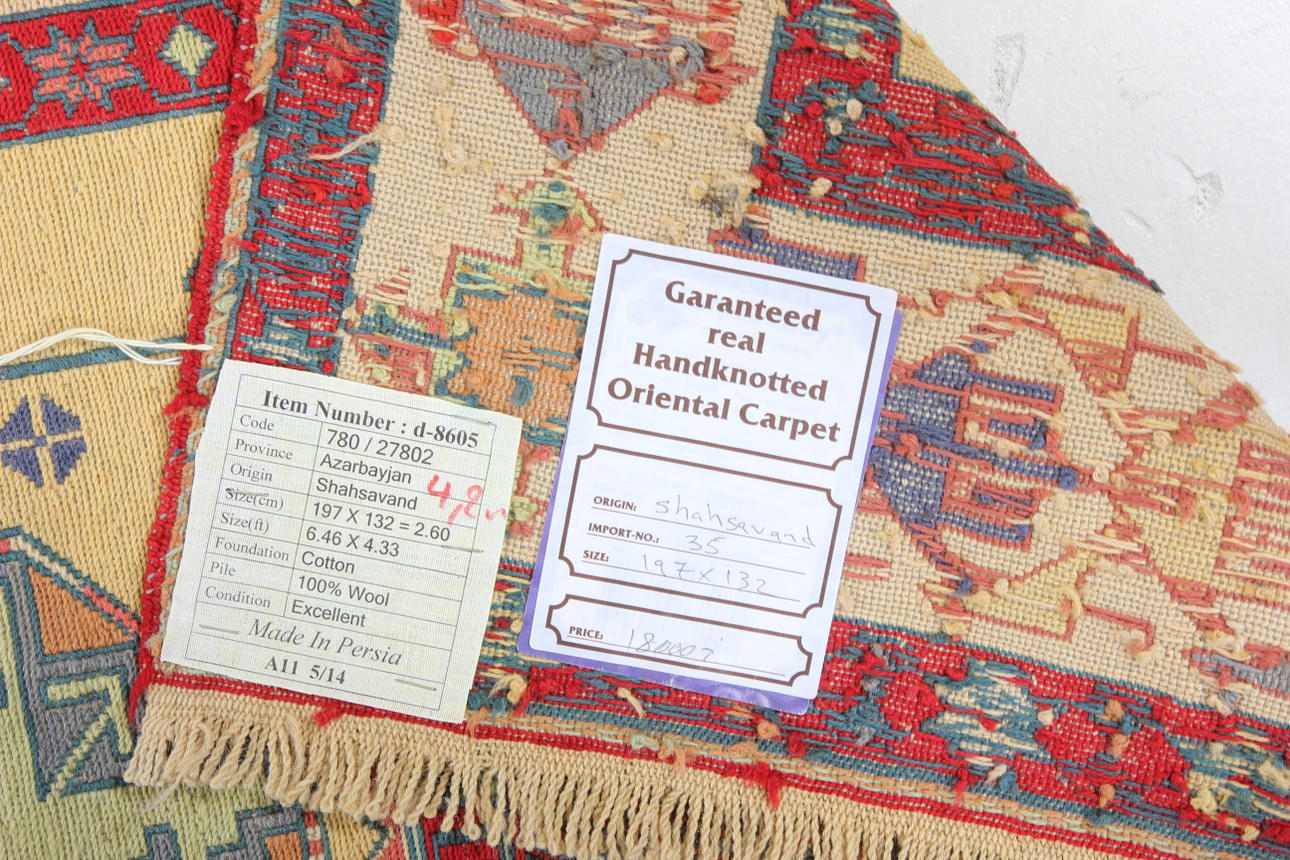 Item Number : d-8605
Code 780 / 27802
Province Azarbayjan
Origin Shahsavand
Size(cm) 197 X 132 = 2.60
Size(ft) 6.46 X 4.33
Foundation Cotton
Pile 100% Wool
Condition Excellent
Made In Persia
A11 5/14
Garanteed
real
Handknotted
Oriental Carpet
ORIGIN: shahsavand
IMPORT-NO.: 35
SIZE: 197 x 132
PRICE: